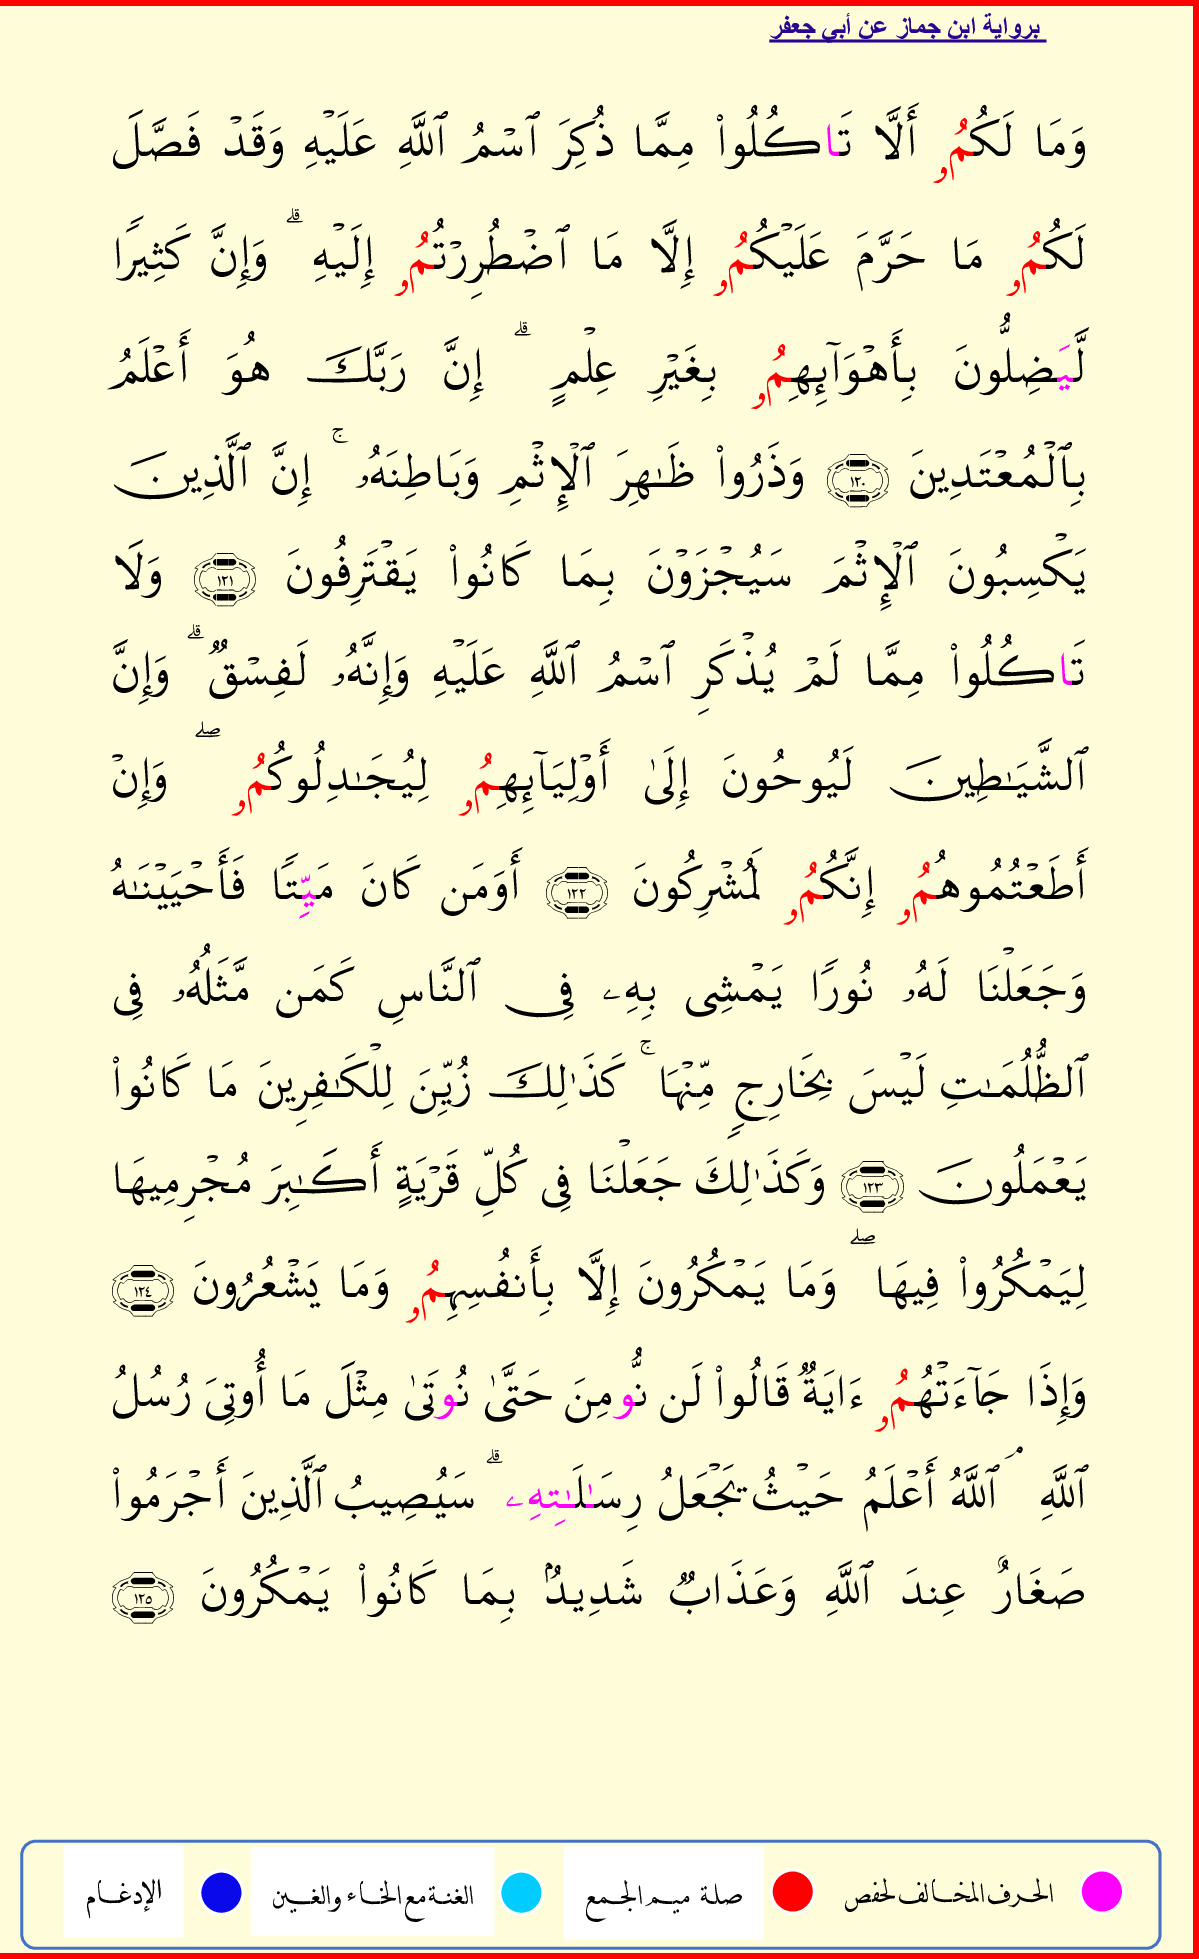 برواية ابن جماز عن أبي جعفر
وَمَا لَكُمُۥ أَلَّا تَاكُلُوا۟ مِمَّا ذُكِرَ ٱسْمُ ٱللَّهِ عَلَيْهِ وَقَدْ فَصَّلَ
لَكُمُۥ مَا حَرَّمَ عَلَيْكُمُۥ إِلَّا مَا ٱضْطُرِرْتُمُۥ إِلَيْهِ ۗ وَإِنَّ كَثِيرًا
لَّيَضِلُّونَ بِأَهْوَآئِهِمُۥ بِغَيْرِ عِلْمٍ ۗ إِنَّ رَبَّكَ هُوَ أَعْلَمُ
بِٱلْمُعْتَدِينَ ١٢٠ وَذَرُوا۟ ظَـٰهِرَ ٱلْإِثْمِ وَبَاطِنَهُۥ ۚ إِنَّ ٱلَّذِينَ
يَكْسِبُونَ ٱلْإِثْمَ سَيُجْزَوْنَ بِمَا كَانُوا۟ يَقْتَرِفُونَ ١٢١ وَلَا
تَاكُلُوا۟ مِمَّا لَمْ يُذْكَرِ ٱسْمُ ٱللَّهِ عَلَيْهِ وَإِنَّهُۥ لَفِسْقٌ ۗ وَإِنَّ
ٱلشَّيَـٰطِينَ لَيُوحُونَ إِلَىٰ أَوْلِيَآئِهِمُۥ لِيُجَـٰدِلُوكُمُۥ ۖ وَإِنْ
أَطَعْتُمُوهُمُۥ إِنَّكُمُۥ لَمُشْرِكُونَ ١٢٢ أَوَمَن كَانَ مَيِّتًا فَأَحْيَيْنَـٰهُ
وَجَعَلْنَا لَهُۥ نُورًا يَمْشِى بِهِۦ فِى ٱلنَّاسِ كَمَن مَّثَلُهُۥ فِى
ٱلظُّلُمَـٰتِ لَيْسَ بِخَارِجٍ مِّنْهَا ۚ كَذَٰلِكَ زُيِّنَ لِلْكَـٰفِرِينَ مَا كَانُوا۟
يَعْمَلُونَ ١٢٣ وَكَذَٰلِكَ جَعَلْنَا فِى كُلِّ قَرْيَةٍ أَكَـٰبِرَ مُجْرِمِيهَا
لِيَمْكُرُوا۟ فِيهَا ۖ وَمَا يَمْكُرُونَ إِلَّا بِأَنفُسِهِمُۥ وَمَا يَشْعُرُونَ ١٢٤
وَإِذَا جَآءَتْهُمُۥ ءَايَةٌ قَالُوا۟ لَن نُّومِنَ حَتَّىٰ نُوتَىٰ مِثْلَ مَا أُوتِىَ رُسُلُ
ٱللَّهِ ۘ ٱللَّهُ أَعْلَمُ حَيْثُ يَجْعَلُ رِسَـٰلَـٰتِهِۦ ۗ سَيُصِيبُ ٱلَّذِينَ أَجْرَمُوا۟
صَغَارٌ عِندَ ٱللَّهِ وَعَذَابٌ شَدِيدٌۢ بِمَا كَانُوا۟ يَمْكُرُونَ ١٢٥
الحرف المخالف لحفص صلة ميم الجمع الغنة مع الخاء والغين الإدغام